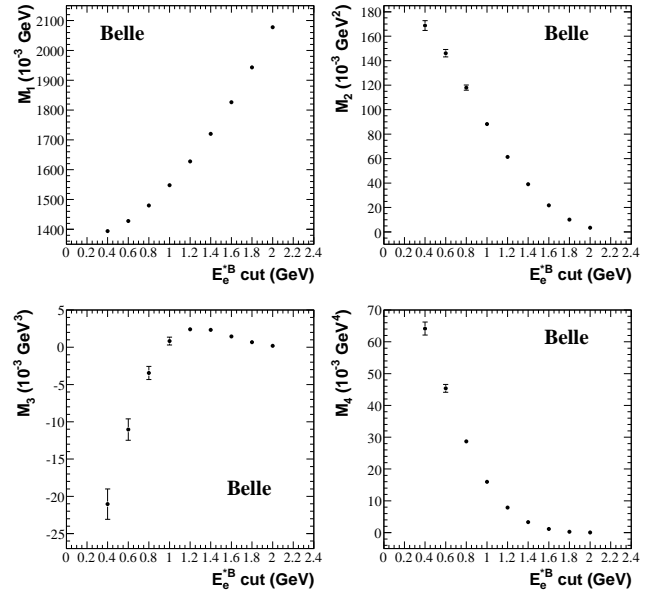 Belle
M₁ (10⁻³ GeV)
2100
2000
1900
1800
1700
1600
1500
1400
0 0.2 0.4 0.6 0.8 1 1.2 1.4 1.6 1.8 2 2.2 2.4
E*ᴮₑ cut (GeV)
Belle
M₂ (10⁻³ GeV²)
180
160
140
120
100
80
60
40
20
0
0 0.2 0.4 0.6 0.8 1 1.2 1.4 1.6 1.8 2 2.2 2.4
E*ᴮₑ cut (GeV)
Belle
M₃ (10⁻³ GeV³)
5
0
-5
-10
-15
-20
-25
0 0.2 0.4 0.6 0.8 1 1.2 1.4 1.6 1.8 2 2.2 2.4
E*ᴮₑ cut (GeV)
Belle
M₄ (10⁻³ GeV⁴)
70
60
50
40
30
20
10
0
0 0.2 0.4 0.6 0.8 1 1.2 1.4 1.6 1.8 2 2.2 2.4
E*ᴮₑ cut (GeV)